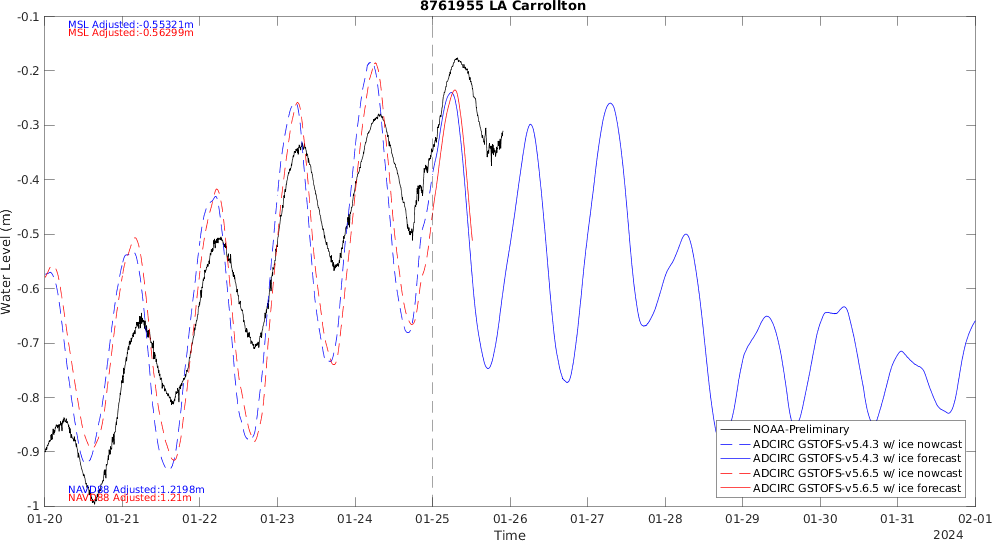 8761955 LA Carrollton
MSL Adjusted:-0.55321m
MSL Adjusted:-0.56299m
-0.1
-0.2
-0.3
-0.4
-0.5
-0.6
-0.7
-0.8
-0.9
-1
Water Level (m)
NAVD88 Adjusted:1.2198m
NAVD88 Adjusted:1.21m
NOAA-Preliminary
ADCIRC GSTOFS-v5.4.3 w/ ice nowcast
ADCIRC GSTOFS-v5.4.3 w/ ice forecast
ADCIRC GSTOFS-v5.6.5 w/ ice nowcast
ADCIRC GSTOFS-v5.6.5 w/ ice forecast
01-20 01-21 01-22 01-23 01-24 01-25 01-26 01-27 01-28 01-29 01-30 01-31 02-01
Time
2024